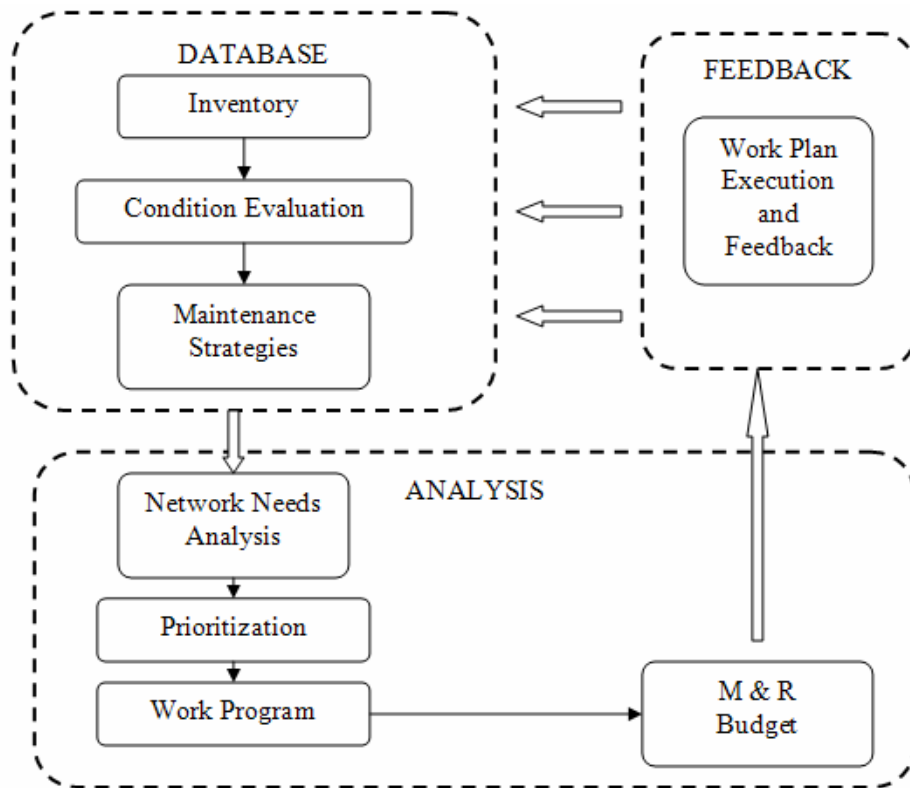 DATABASE
Inventory
Condition Evaluation
Maintenance
Strategies
FEEDBACK
Work Plan
Execution
and
Feedback
ANALYSIS
Network Needs
Analysis
Prioritization
Work Program
M & R
Budget